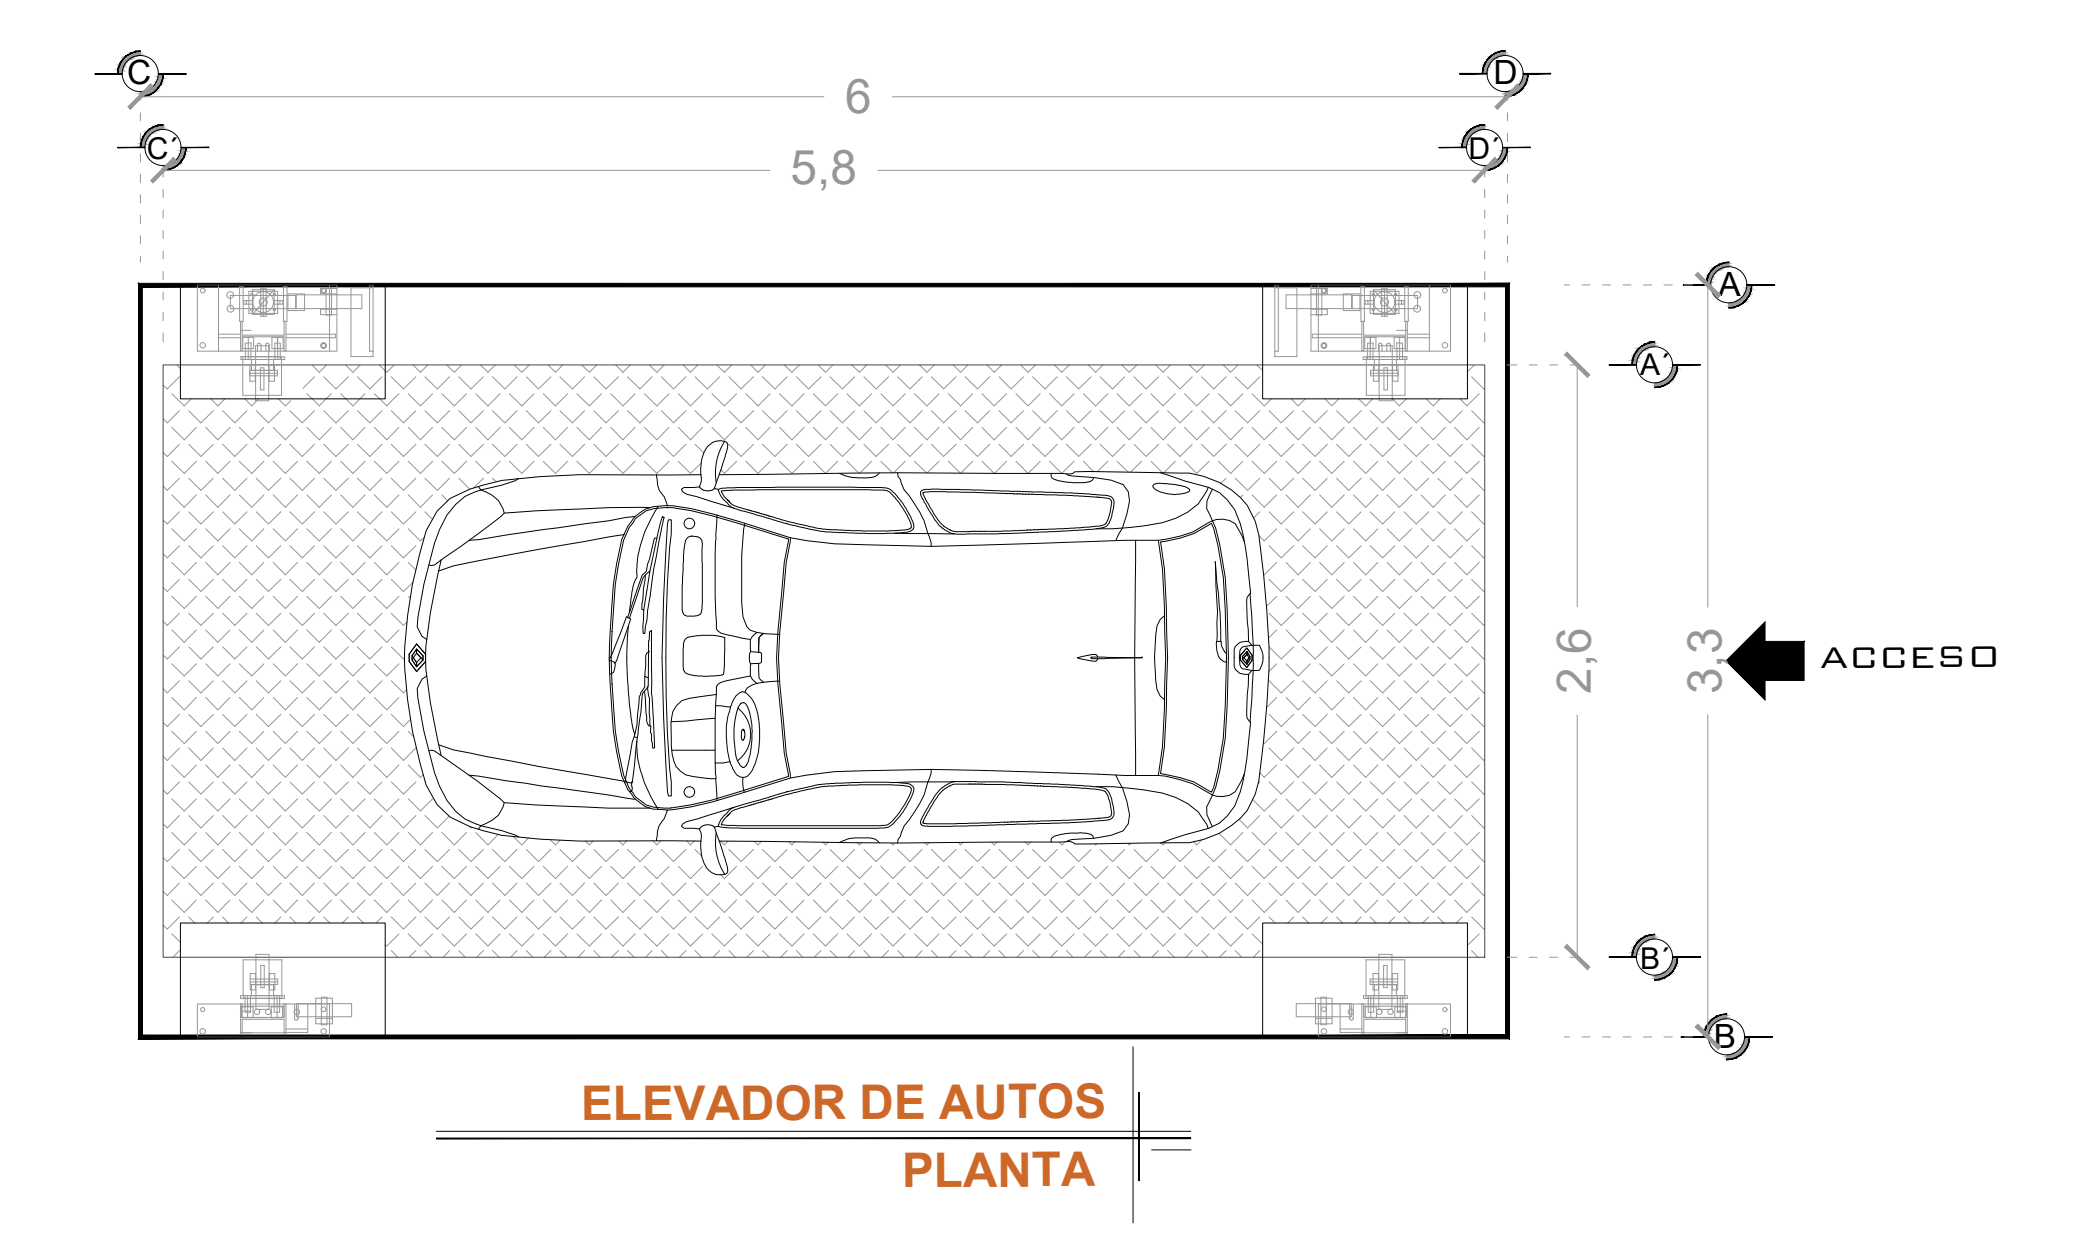 C
D
6
C´
D´
5,8
A
A´
2,6
3,3
ACCESO
B´
B
ELEVADOR DE AUTOS
PLANTA